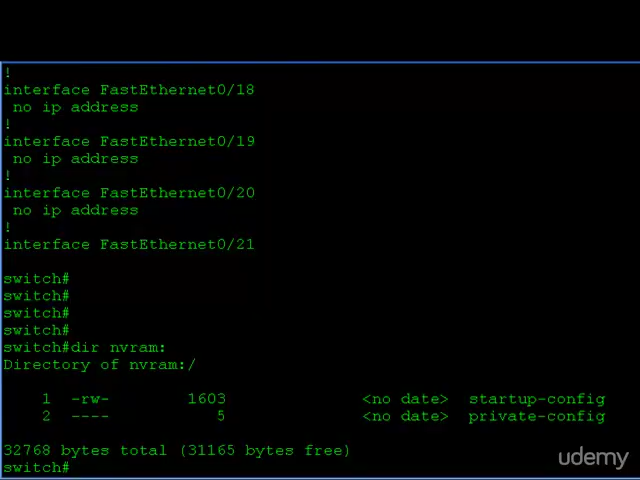 !
interface FastEthernet0/18
no ip address
!
interface FastEthernet0/19
no ip address
!
interface FastEthernet0/20
no ip address
!
interface FastEthernet0/21
switch#
switch#
switch#
switch#
switch#dir nvram:
Directory of nvram:/
1 -rw- 1603 <no date> startup-config
2 ---- 5 <no date> private-config
32768 bytes total (31165 bytes free)
switch#
udemy